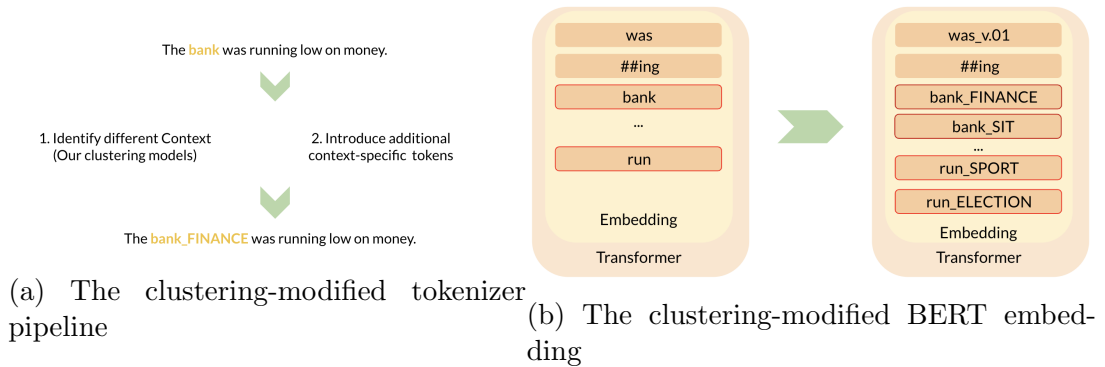 The bank was running low on money.
1. Identify different Context
(Our clustering models)
2. Introduce additional
context-specific tokens
The bank_FINANCE was running low on money.
(a) The clustering-modified tokenizer
pipeline
was
##ing
bank
...
run
Embedding
Transformer
was_v.01
##ing
bank_FINANCE
bank_SIT
...
run_SPORT
run_ELECTION
Embedding
Transformer
(b) The clustering-modified BERT embed-
ding